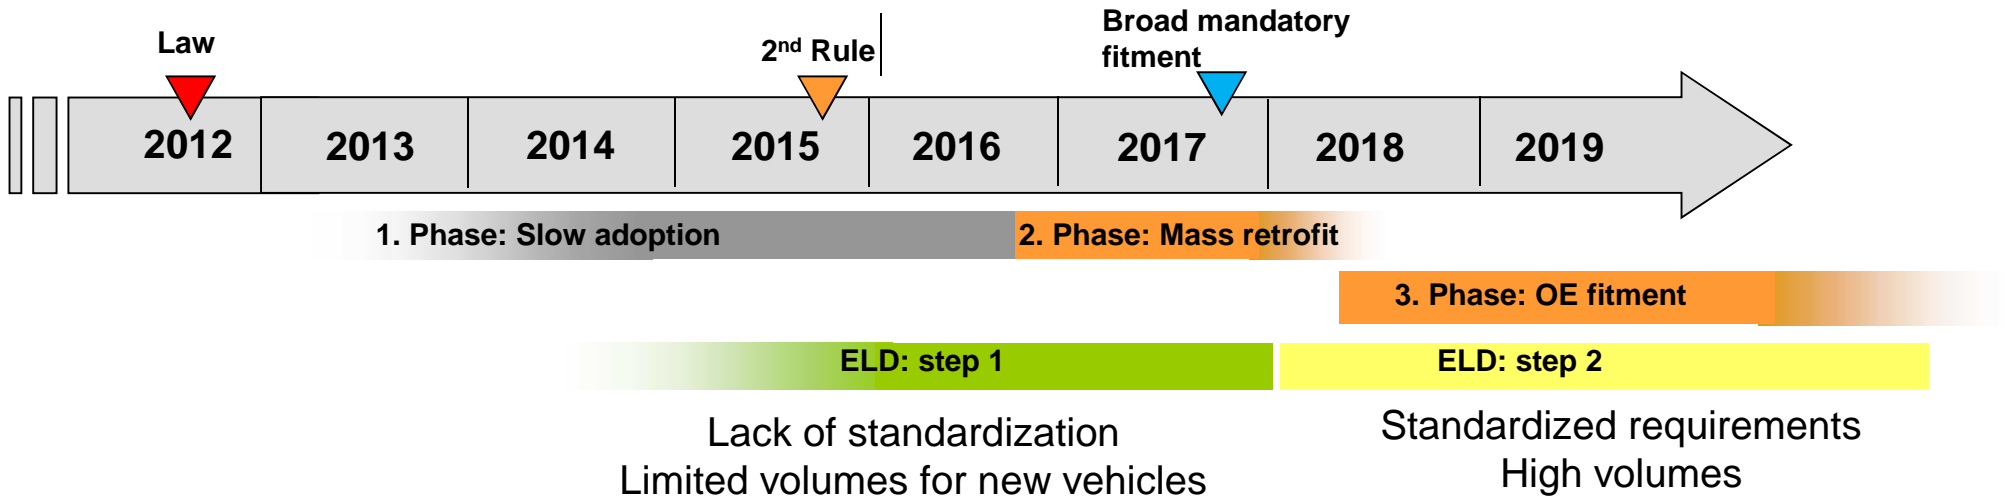 Law
2nd Rule
Broad mandatory
fitment
2012 2013 2014 2015 2016 2017 2018 2019
1. Phase: Slow adoption
2. Phase: Mass retrofit
3. Phase: OE fitment
ELD: step 1
ELD: step 2
Lack of standardization
Limited volumes for new vehicles
Standardized requirements
High volumes